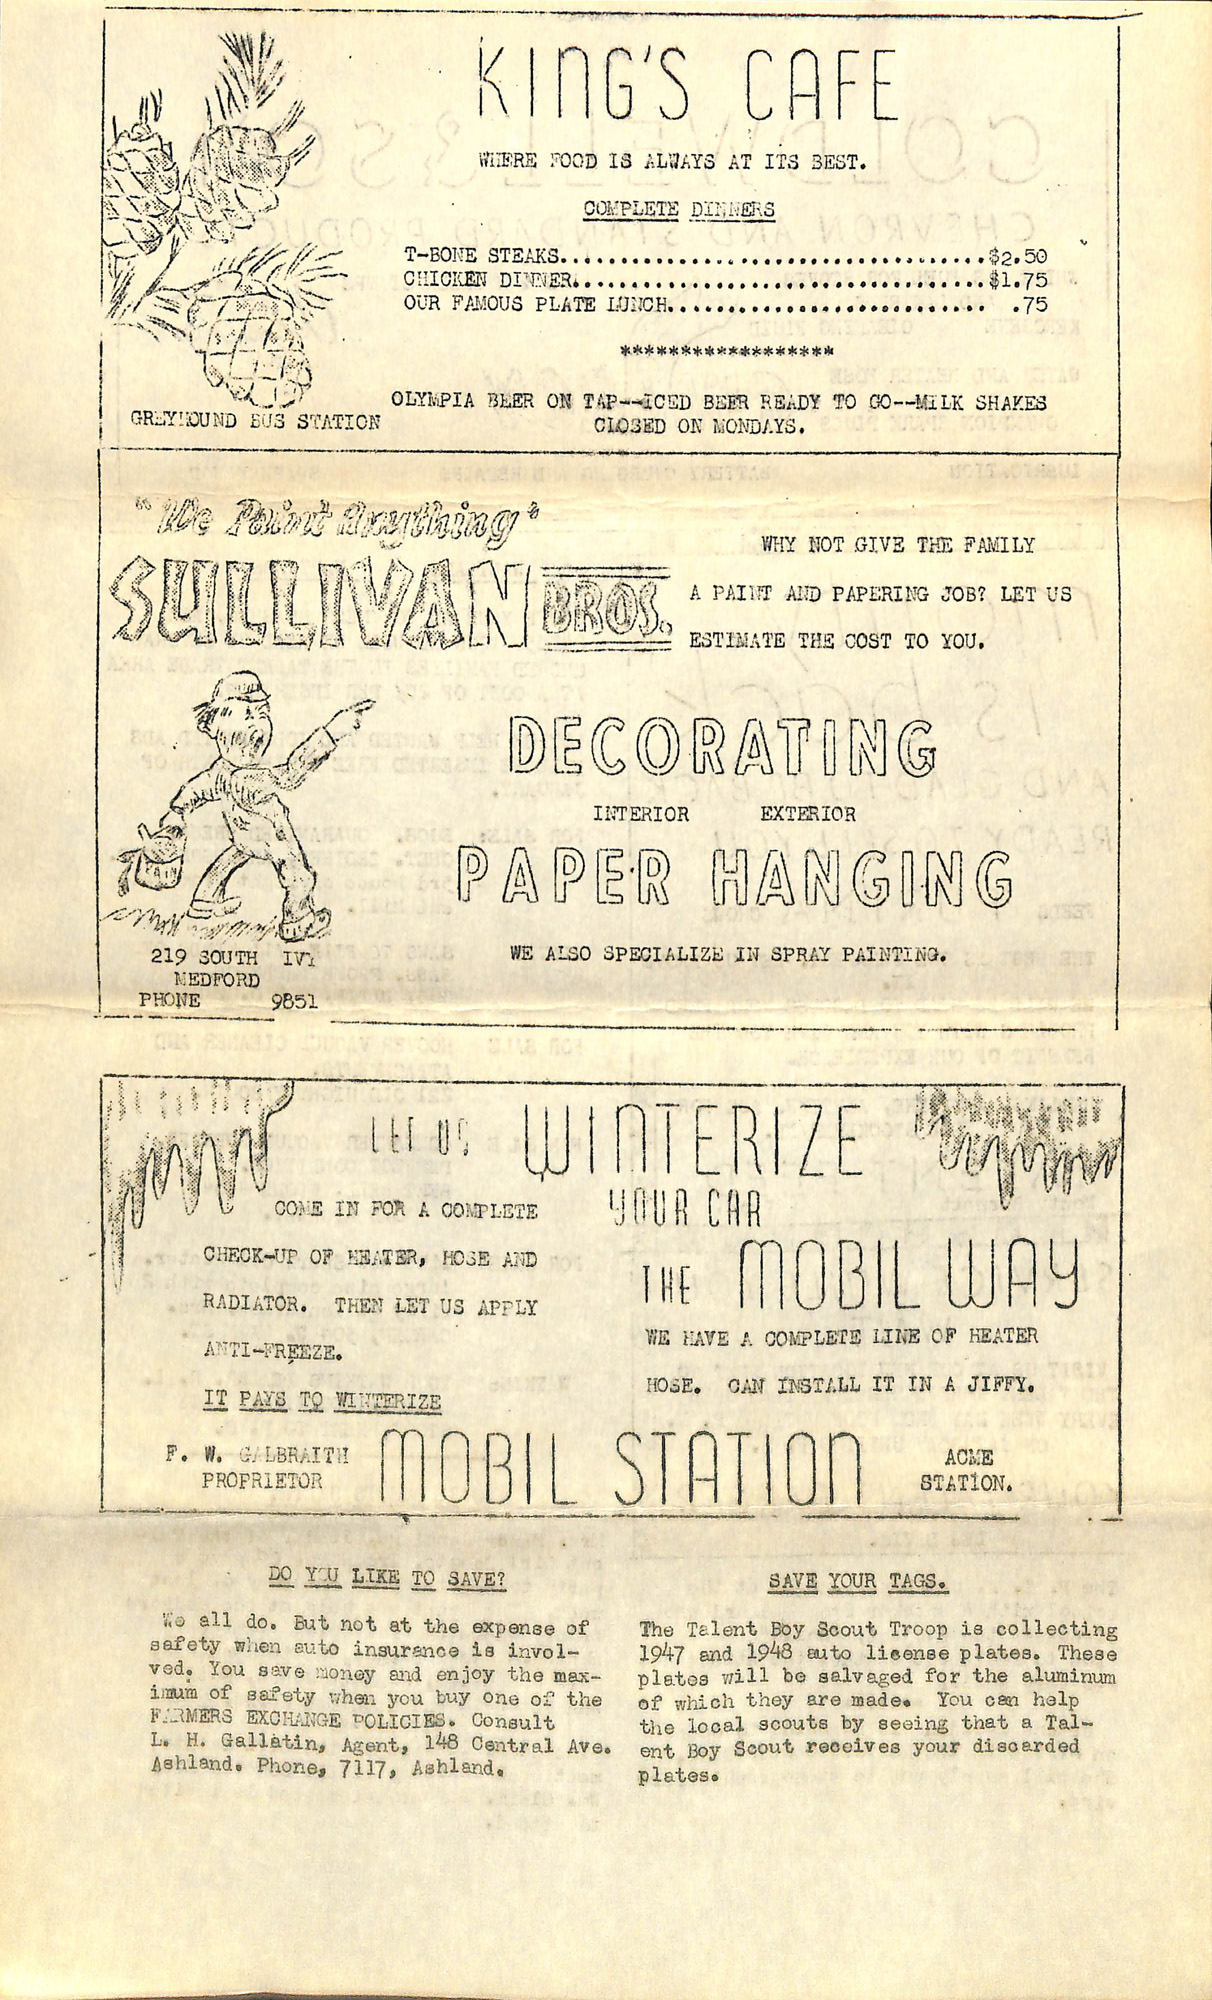 KING'S CAFE
WHERE FOOD IS ALWAYS AT ITS BEST.
COMPLETE DINNERS
T-BONE STEAKS...................................$2.50
CHICKEN DINNER..................................$1.75
OUR FAMOUS PLATE LUNCH.......................... .75
******************
OLYMPIA BEER ON TAP--ICED BEER READY TO GO--MILK SHAKES
GREYHOUND BUS STATION
CLOSED ON MONDAYS.
"We Paint Anything"
SULLIVAN BROS.
WHY NOT GIVE THE FAMILY
A PAINT AND PAPERING JOB? LET US
ESTIMATE THE COST TO YOU.
DECORATING
INTERIOR EXTERIOR
PAPER HANGING
WE ALSO SPECIALIZE IN SPRAY PAINTING.
219 SOUTH IVY
MEDFORD
PHONE 9851
LET US WINTERIZE
YOUR CAR
THE MOBIL WAY
COME IN FOR A COMPLETE
CHECK-UP OF HEATER, HOSE AND
RADIATOR. THEN LET US APPLY
ANTI-FREEZE.
IT PAYS TO WINTERIZE
WE HAVE A COMPLETE LINE OF HEATER
HOSE. CAN INSTALL IT IN A JIFFY.
F. W. GALBRAITH
PROPRIETOR
MOBIL STATION
ACME
STATION.
DO YOU LIKE TO SAVE?
We all do. But not at the expense of
safety when auto insurance is invol-
ved. You save money and enjoy the max-
imum of safety when you buy one of the
FARMERS EXCHANGE POLICIES. Consult
L. H. Gallatin, Agent, 148 Central Ave.
Ashland. Phone, 7117, Ashland.
SAVE YOUR TAGS.
The Talent Boy Scout Troop is collecting
1947 and 1948 auto license plates. These
plates will be salvaged for the aluminum
of which they are made. You can help
the local scouts by seeing that a Tal-
ent Boy Scout receives your discarded
plates.